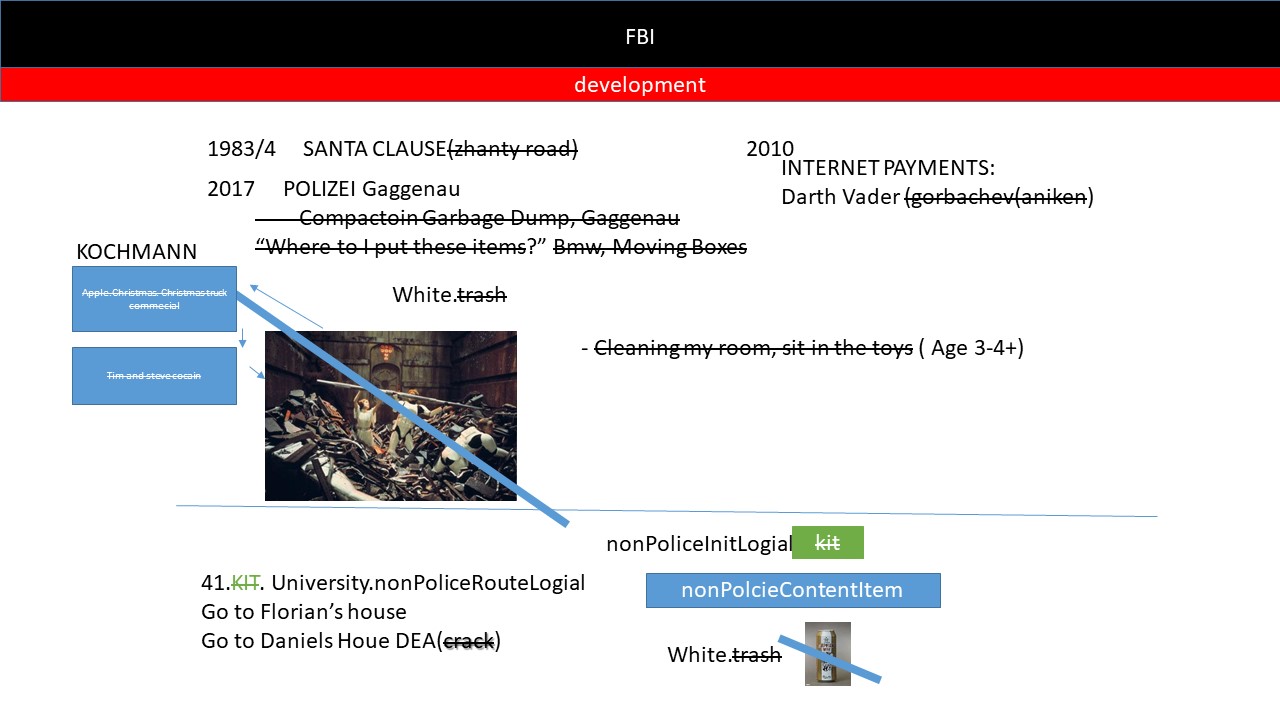 FBI
development
1983/4 SANTA CLAUSE(zhanty road)
2010
INTERNET PAYMENTS:
Darth Vader (gorbachev(aniken)
2017 POLIZEI Gaggenau
Compactoin Garbage Dump, Gaggenau
“Where to I put these items?” Bmw, Moving Boxes
KOCHMANN
Apple.Christmas. Christmas truck
commecial
White.trash
Tim and steve cocain
- Cleaning my room, sit in the toys ( Age 3-4+)
nonPoliceInitLogial kit
41.KIT. University.nonPoliceRouteLogial
Go to Florian’s house
Go to Daniels Houe DEA(crack)
nonPolcieContentItem
White.trash